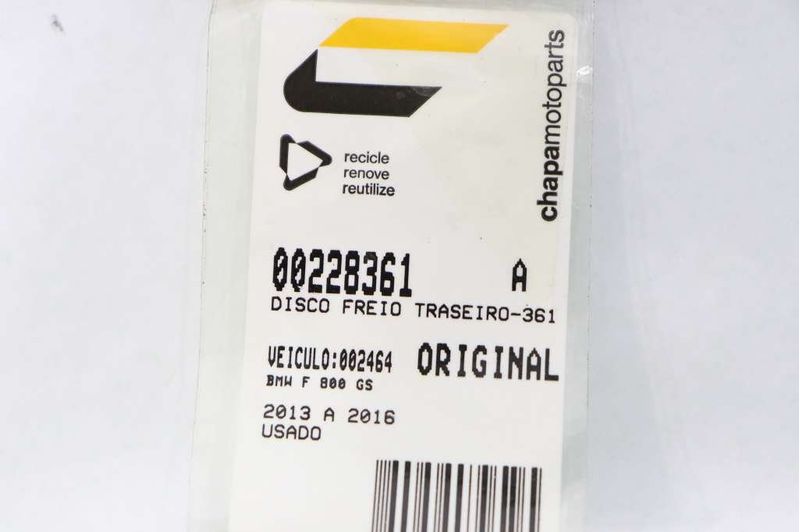 chapamotoparts
recicle
renove
reutilize
00228361 A
DISCO FREIO TRASEIRO-361
VEICULO:002464 ORIGINAL
BMW F 800 GS
2013 A 2016
USADO